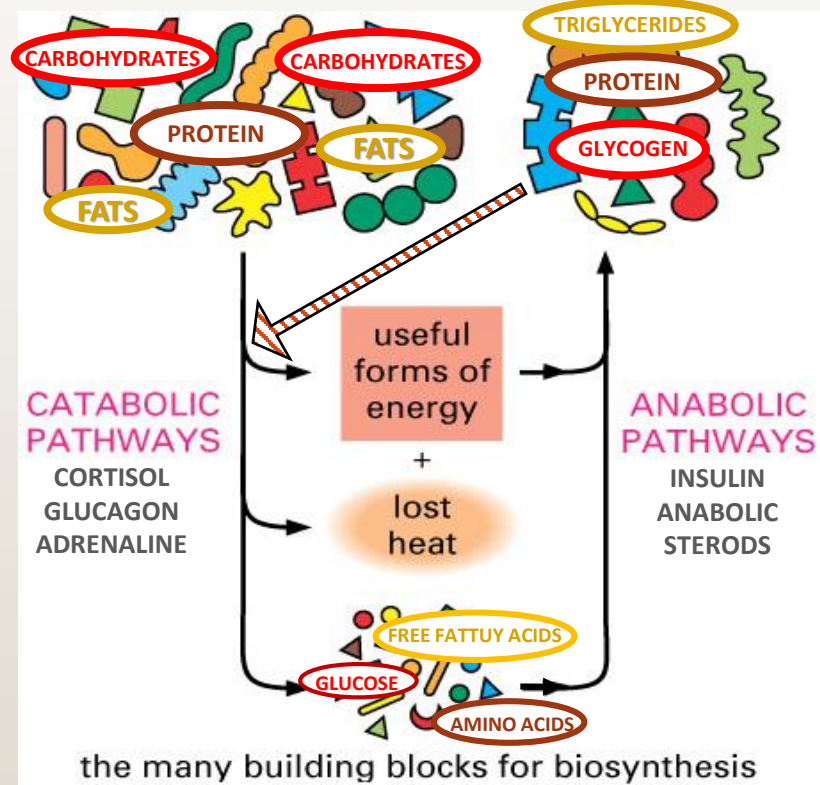 CARBOHYDRATES
CARBOHYDRATES
PROTEIN
FATS
FATS
TRIGLYCERIDES
PROTEIN
GLYCOGEN
useful
forms of
energy
+
lost
heat
CATABOLIC
PATHWAYS
CORTISOL
GLUCAGON
ADRENALINE
ANABOLIC
PATHWAYS
INSULIN
ANABOLIC
STERODS
FREE FATTUY ACIDS
GLUCOSE
AMINO ACIDS
the many building blocks for biosynthesis